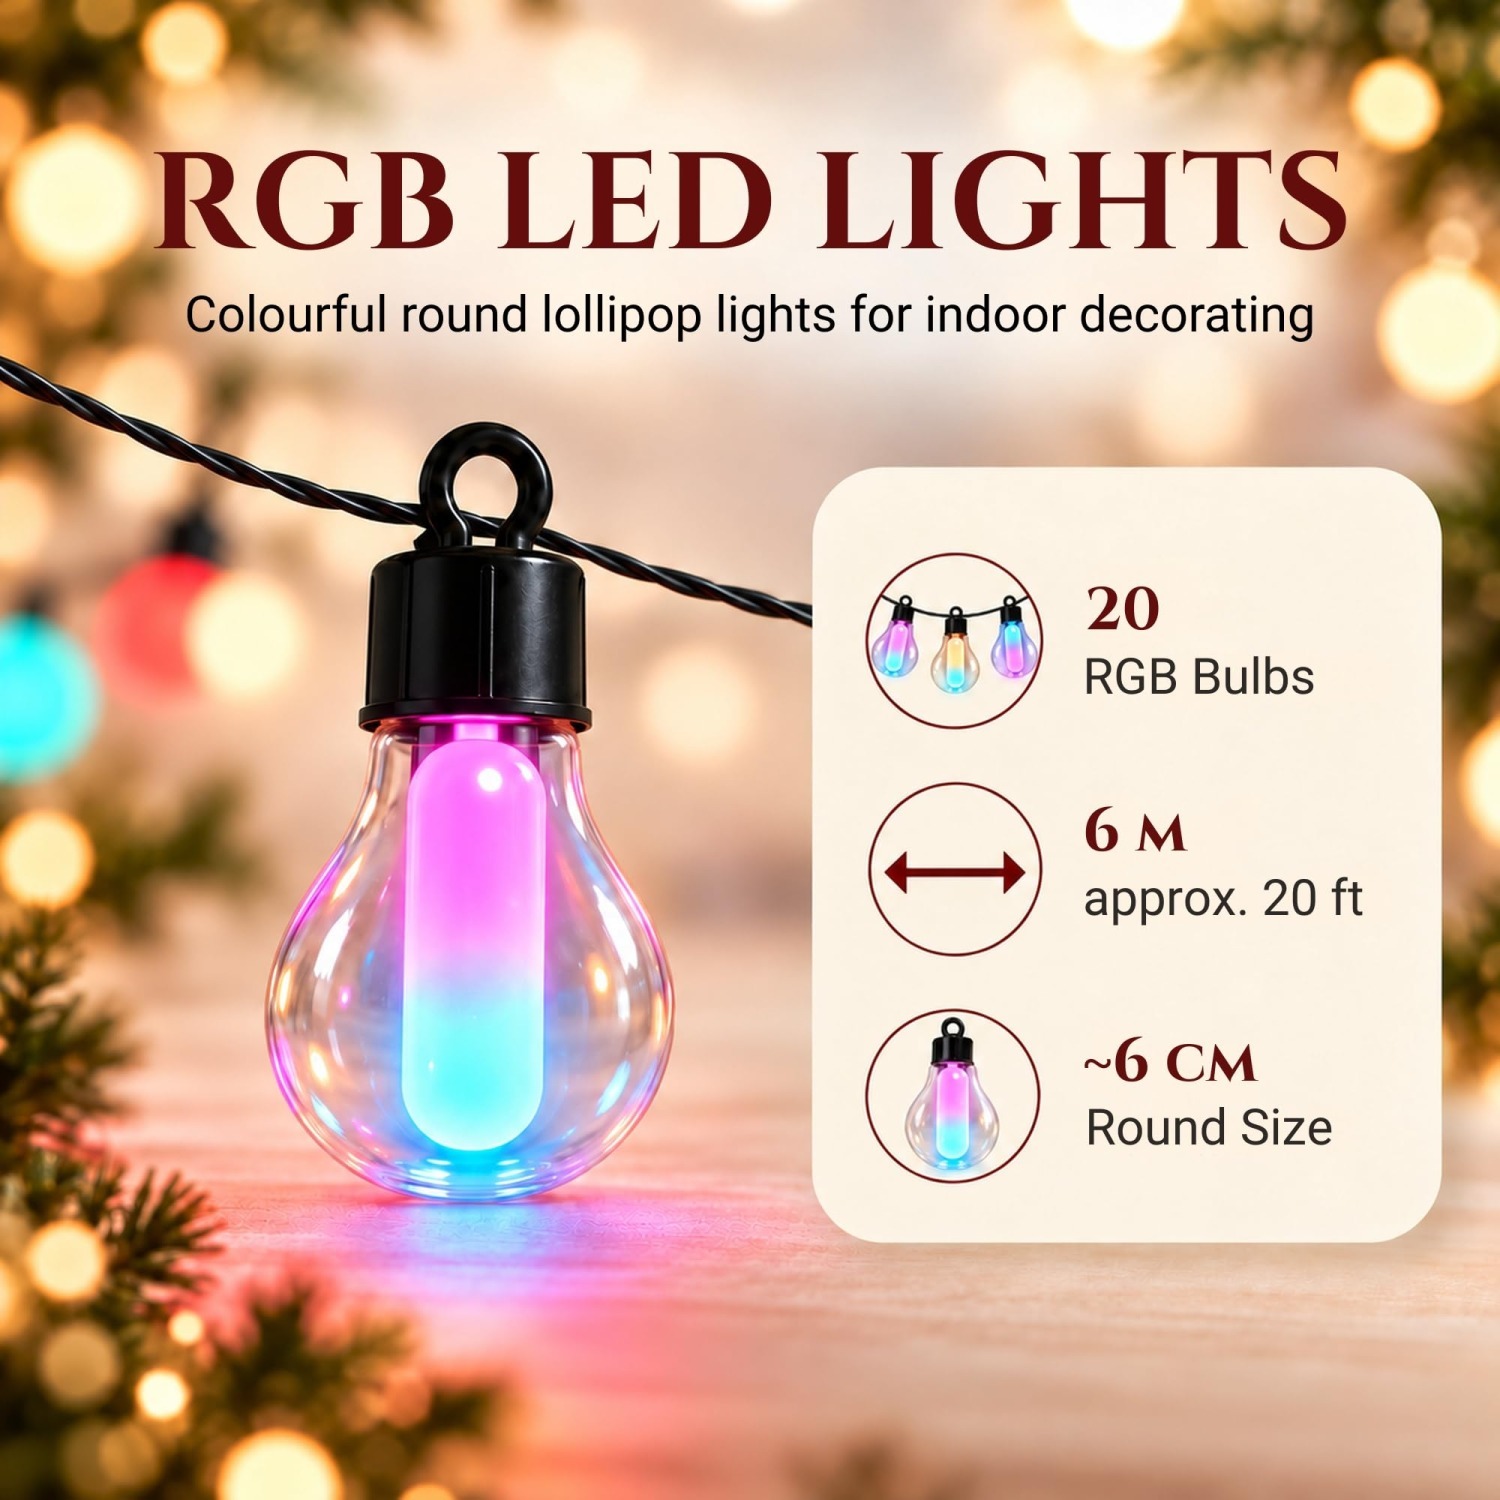 RGB LED LIGHTS
Colourful round lollipop lights for indoor decorating
20
RGB Bulbs
6 M
approx. 20 ft
~6 CM
Round Size